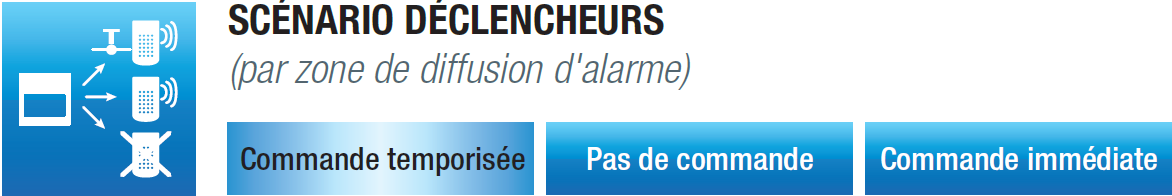 SCÉNARIO DÉCLENCHEURS
(par zone de diffusion d'alarme)
Commande temporisée Pas de commande Commande immédiate